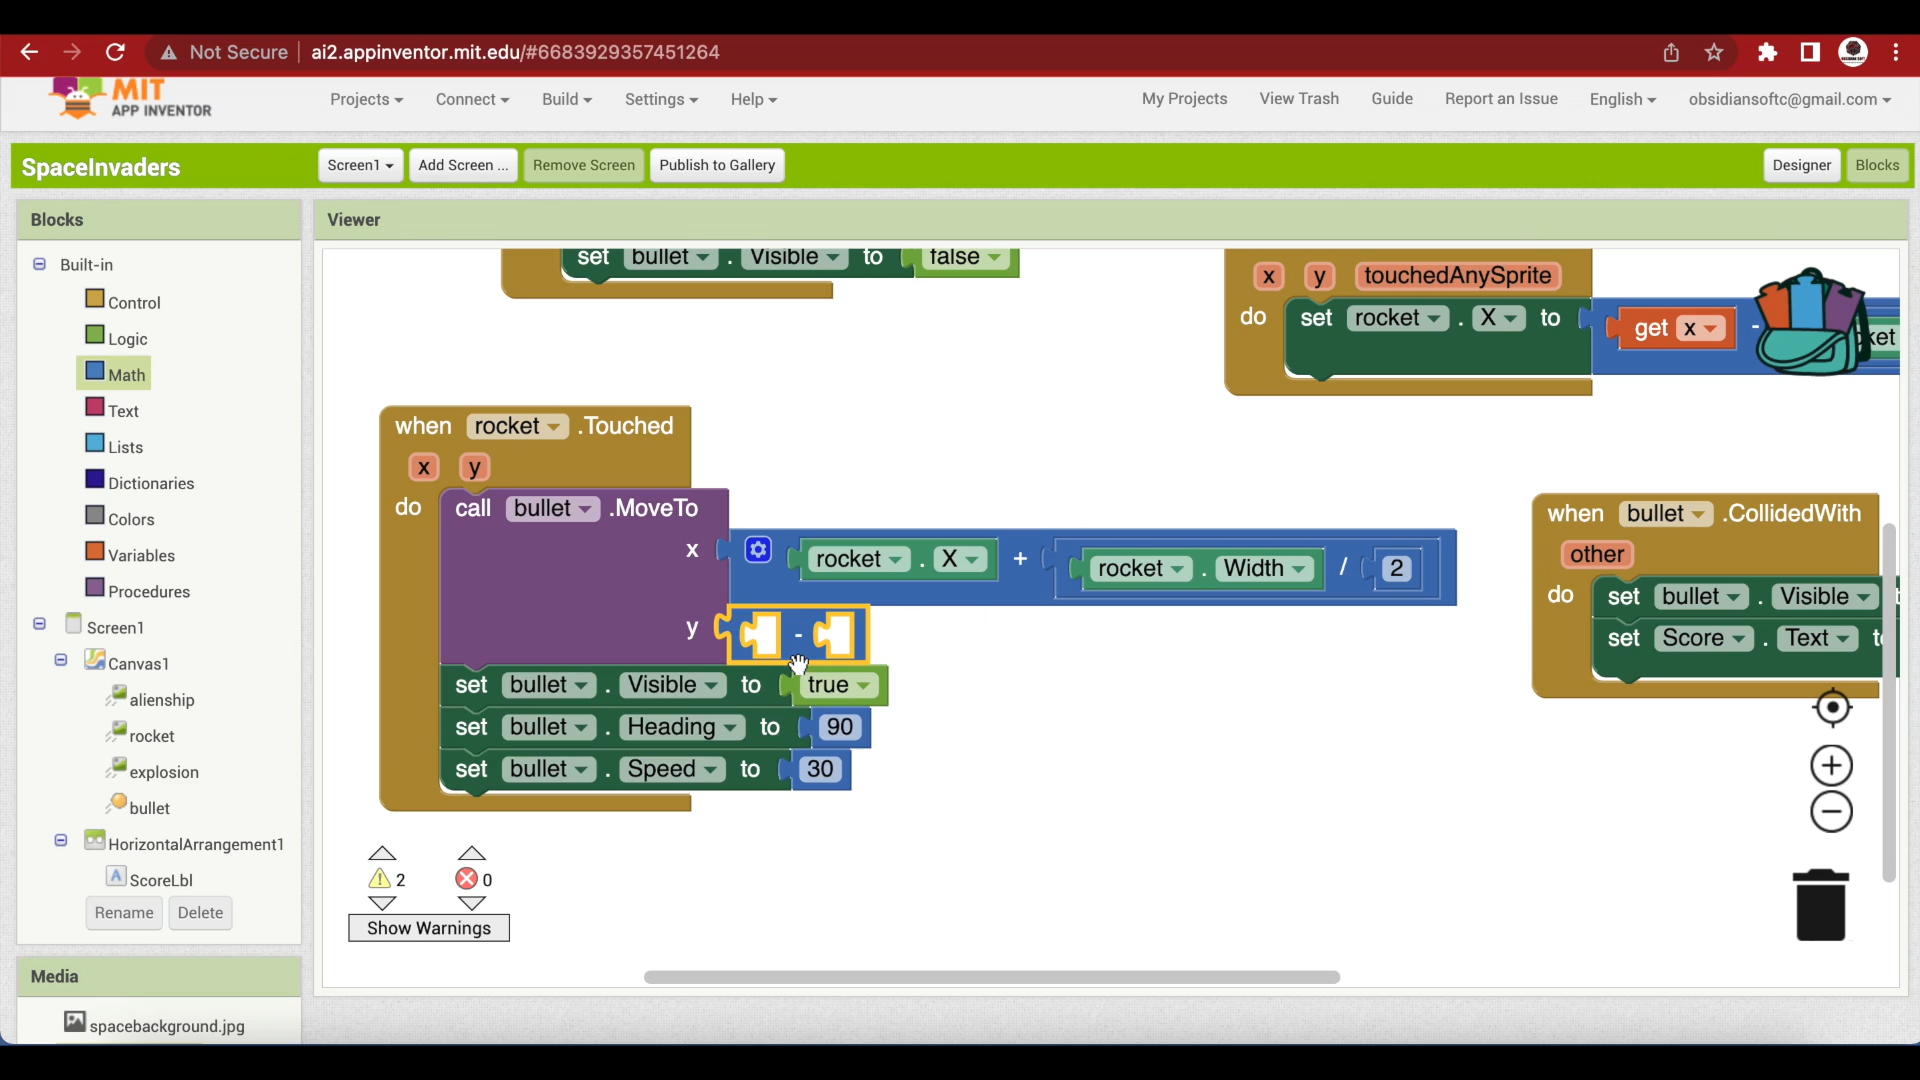 Not Secure | ai2.appinventor.mit.edu/#6683929357451264
MIT
APP INVENTOR
Projects Connect Build Settings Help My Projects View Trash Guide Report an Issue English obsidiansoftc@gmail.com
SpaceInvaders
Screen1 Add Screen ... Remove Screen Publish to Gallery Designer Blocks
Blocks
Viewer
Built-in
Control
Logic
Math
Text
Lists
Dictionaries
Colors
Variables
Procedures
Screen1
Canvas1
alienship
rocket
explosion
bullet
HorizontalArrangement1
ScoreLbl
Rename Delete
Media
spacebackground.jpg
set bullet . Visible to false
x y touchedAnySprite
do set rocket . X to get x - ket
when rocket .Touched
x y
do call bullet .MoveTo
x rocket . X + rocket . Width / 2
y -
set bullet . Visible to true
set bullet . Heading to 90
set bullet . Speed to 30
when bullet .CollidedWith
other
do set bullet . Visible
set Score . Text
2 0
Show Warnings